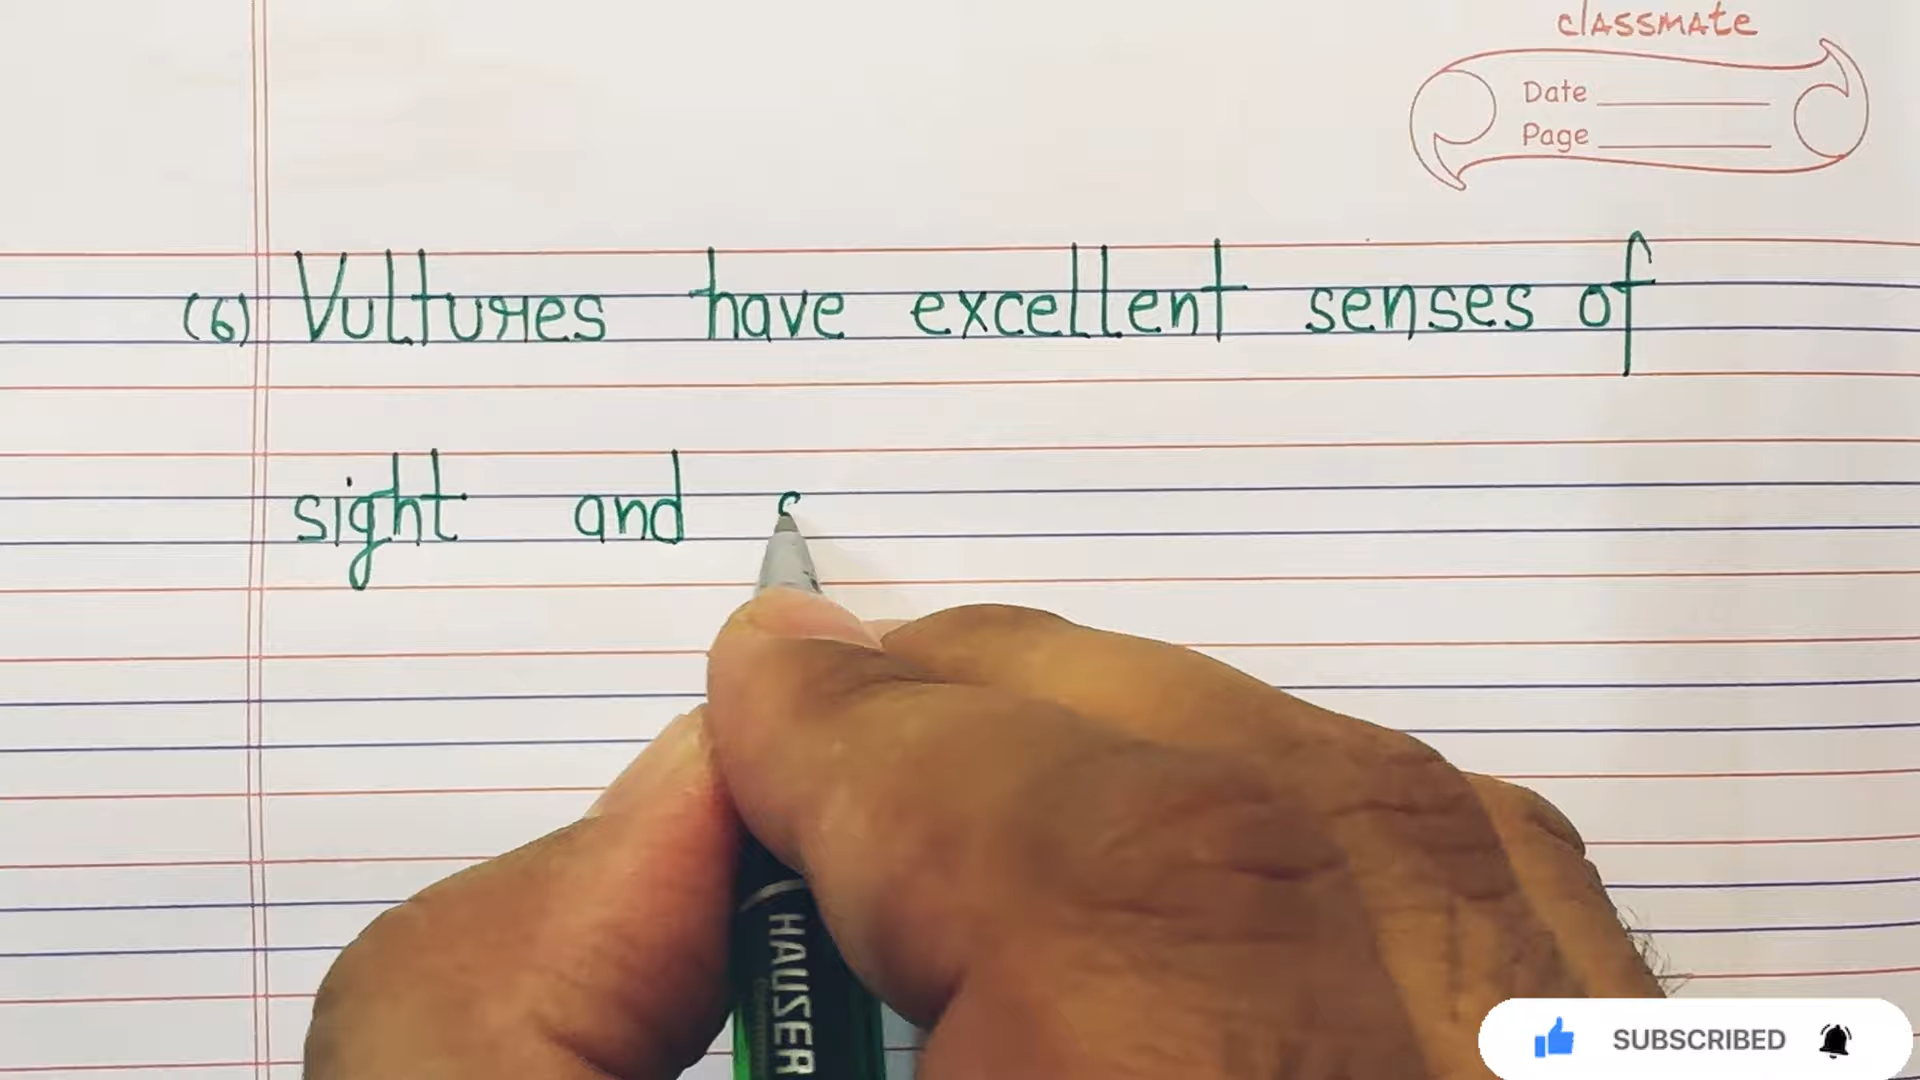 classmate
Date
Page
(6) Vultures have excellent senses of
sight and s
HAUSER
SUBSCRIBED